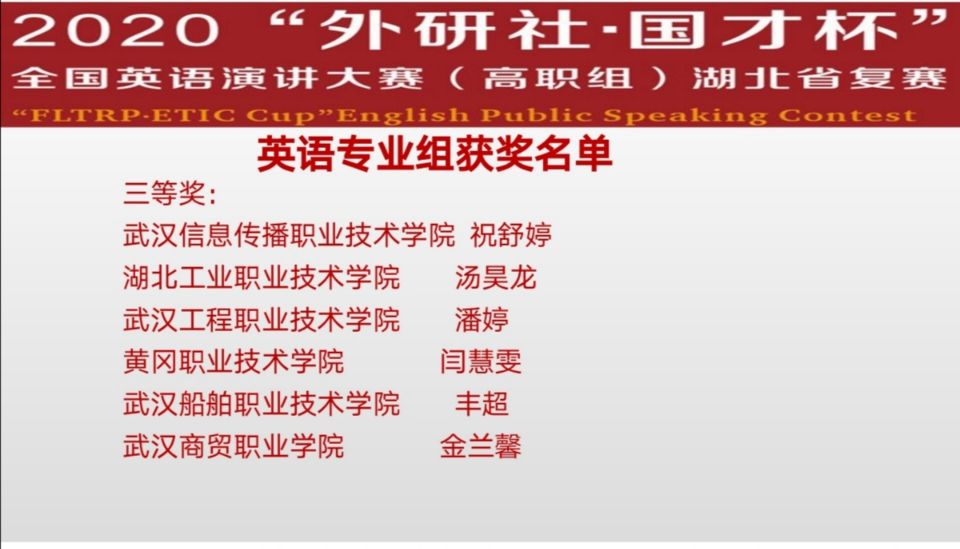 2020 “外研社·国才杯”
全国英语演讲大赛（高职组）湖北省复赛
“FLTRP·ETIC Cup”English Public Speaking Contest
英语专业组获奖名单
三等奖:
武汉信息传播职业技术学院 祝舒婷
湖北工业职业技术学院 汤昊龙
武汉工程职业技术学院 潘婷
黄冈职业技术学院 闫慧雯
武汉船舶职业技术学院 丰超
武汉商贸职业学院 金兰馨